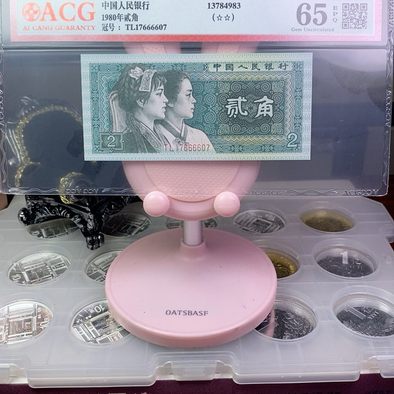 ACG
AI CANG GUARANTY
中国人民银行
1980年贰角
冠号：TL17666607
13784983
(☆☆)
65
EPQ
Gem Uncirculated
中国人民银行
贰角
2
2
TL17666607
OATSBASF